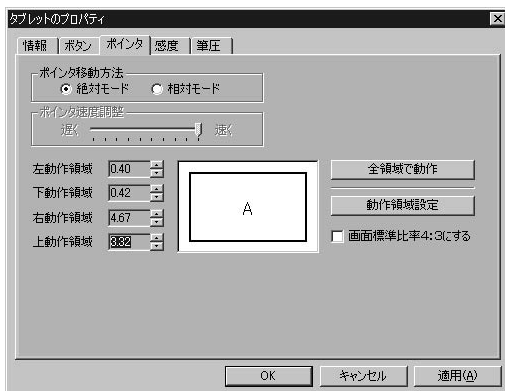 タブレットのプロパティ
情報 ボタン ポインタ 感度 筆圧
ポインタ移動方法
絶対モード 相対モード
ポインタ速度調整
遅く 速く
左動作領域 0.40
下動作領域 0.42
右動作領域 4.67
上動作領域 3.32
A
全領域で動作
動作領域設定
画面標準比率4:3にする
OK キャンセル 適用(A)